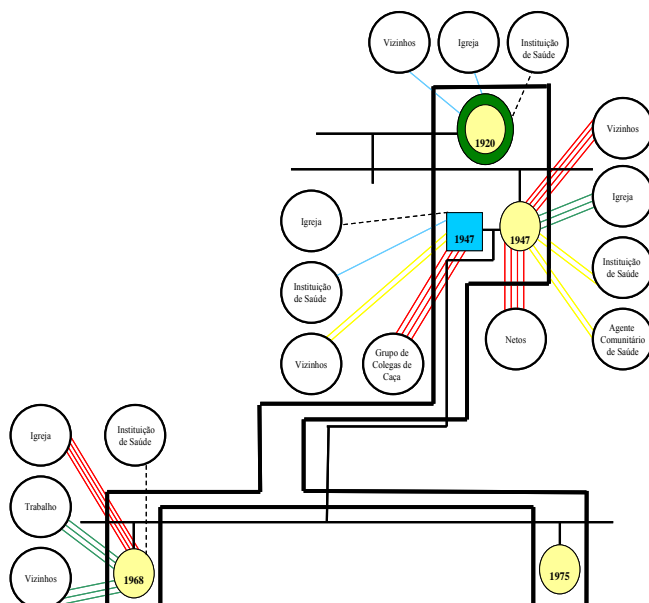 Vizinhos
Igreja
Instituição
de Saúde
1920
Vizinhos
Igreja
Igreja
1947
1947
Instituição
de Saúde
Instituição
de Saúde
Vizinhos
Grupo de
Colegas de
Caça
Netos
Agente
Comunitário
de Saúde
Igreja
Instituição
de Saúde
Trabalho
Vizinhos
1968
1975